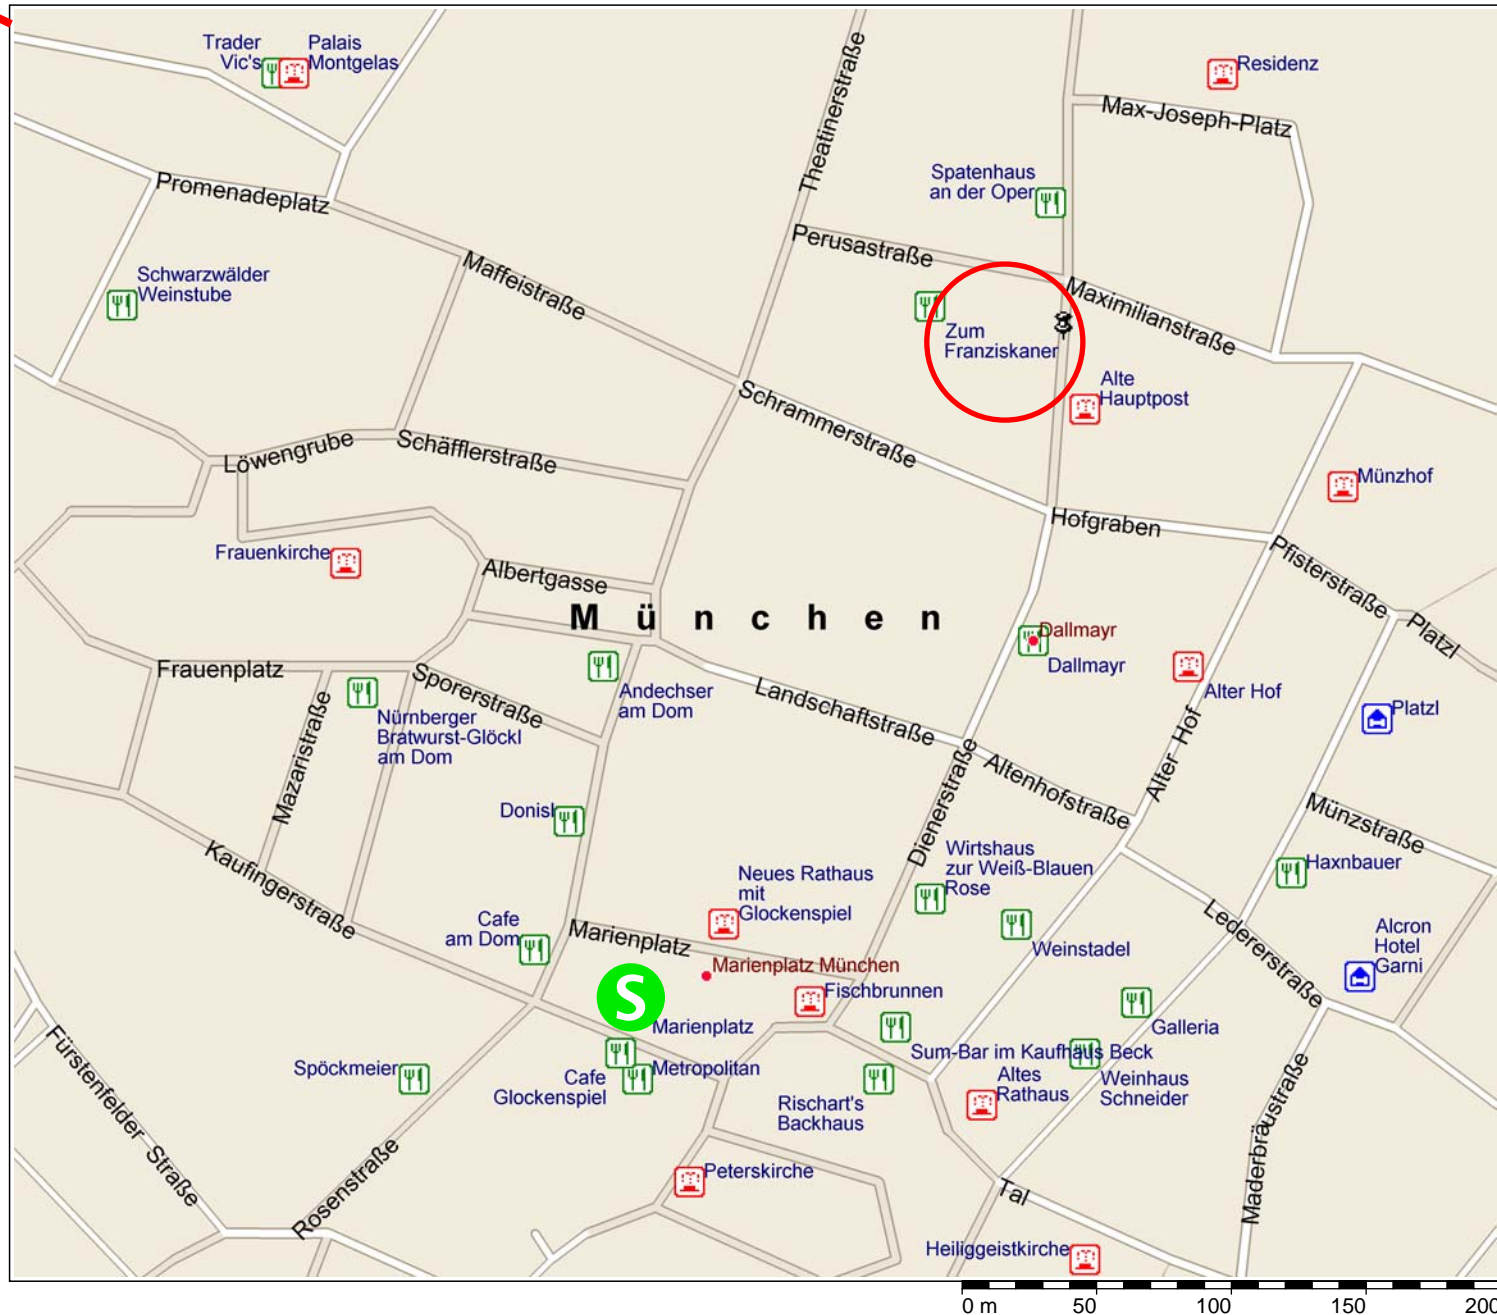 Trader
Vic's
Palais
Montgelas
Theatinerstraße
Residenz
Max-Joseph-Platz
Promenadeplatz
Spatenhaus
an der Oper
Perusastraße
Maffeistraße
Schwarzwälder
Weinstube
Maximilianstraße
Zum
Franziskaner
Alte
Hauptpost
Schrammerstraße
Löwengrube
Schäfflerstraße
Münzhof
Hofgraben
Pfisterstraße
Frauenkirche
Albertgasse
München
Dallmayr
Dallmayr
Platzl
Frauenplatz
Sporerstraße
Andechser
am Dom
Landschaftstraße
Alter Hof
Nürnberger
Bratwurst-Glöckl
am Dom
Mazaristraße
Platzl
Alter Hof
Altenhofstraße
Dienerstraße
Donisl
Münzstraße
Kaufingerstraße
Wirtshaus
zur Weiß-Blauen
Rose
Haxnbauer
Neues Rathaus
mit
Glockenspiel
Cafe
am Dom
Marienplatz
Weinstadel
Ledererstraße
Alcron
Hotel
Garni
Marienplatz München
Fischbrunnen
S
Marienplatz
Galleria
Fürstenfelder Straße
Spöckmeier
Cafe
Glockenspiel
Metropolitan
Sum-Bar im Kaufhaus Beck
Altes
Rathaus
Weinhaus
Schneider
Rischart's
Backhaus
Maderbräustraße
Rosenstraße
Peterskirche
Tal
Heiliggeistkirche
0 m 50 100 150 200